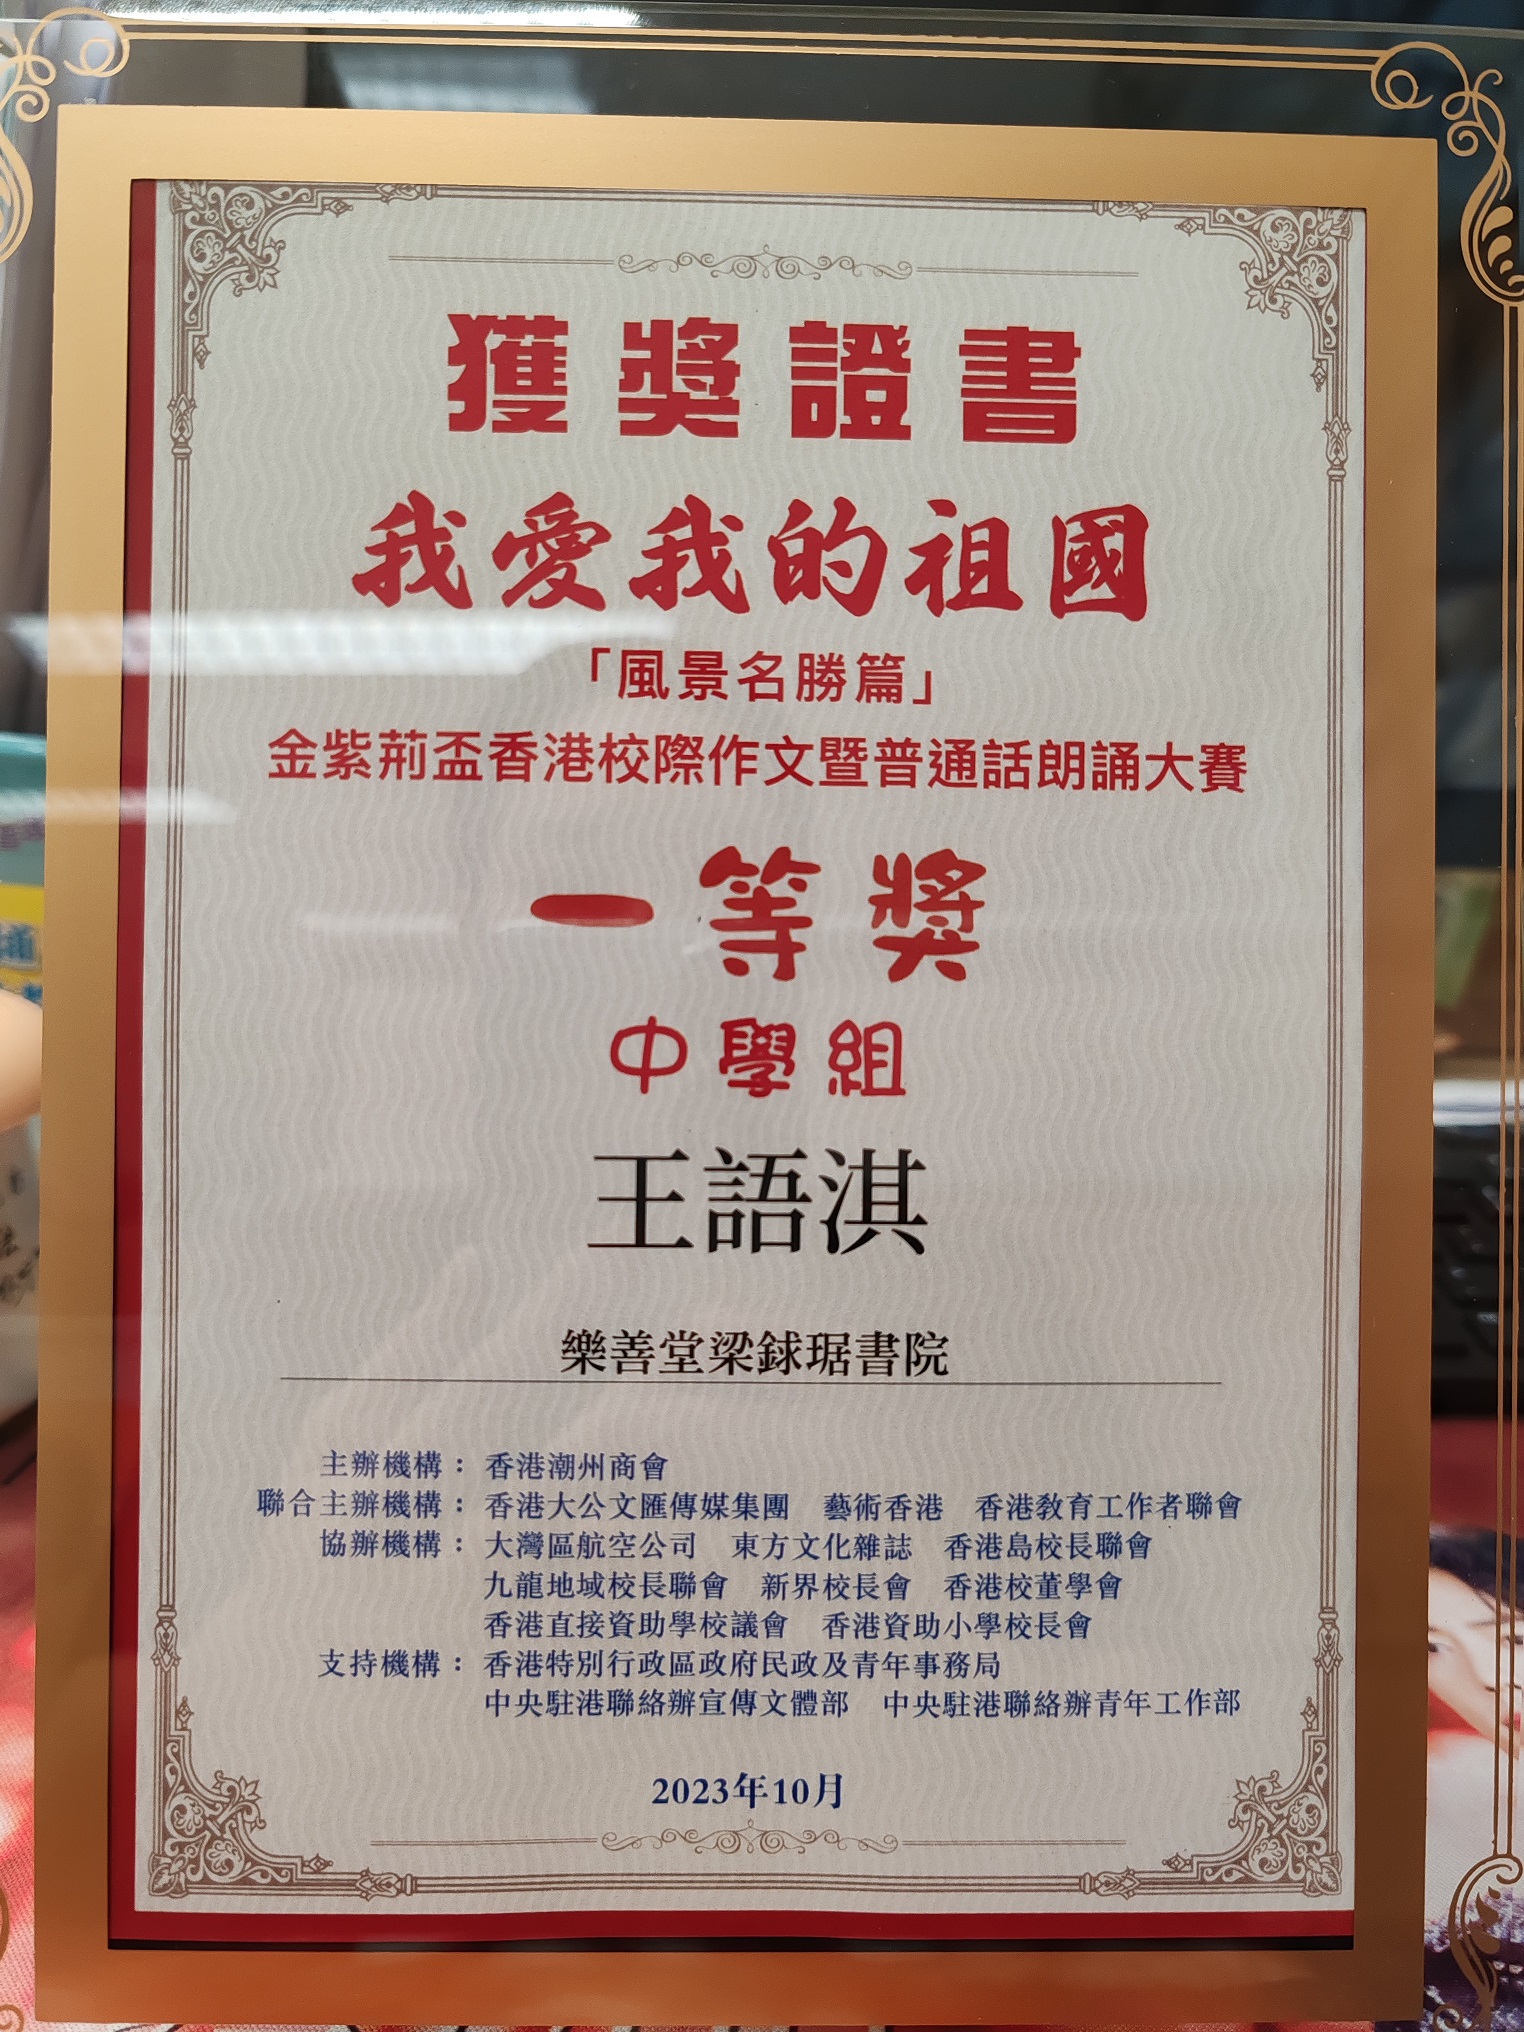 獲獎證書
我愛我的祖國
「風景名勝篇」
金紫荊盃香港校際作文暨普通話朗誦大賽
一等獎
中學組
王語淇
樂善堂梁銶琚書院
主辦機構：香港潮州商會
聯合主辦機構：香港大公文匯傳媒集團 藝術香港 香港教育工作者聯會
協辦機構：大灣區航空公司 東方文化雜誌 香港島校長聯會
九龍地域校長聯會 新界校長會 香港校董學會
香港直接資助學校議會 香港資助小學校長會
支持機構：香港特別行政區政府民政及青年事務局
中央駐港聯絡辦宣傳文體部 中央駐港聯絡辦青年工作部
2023年10月